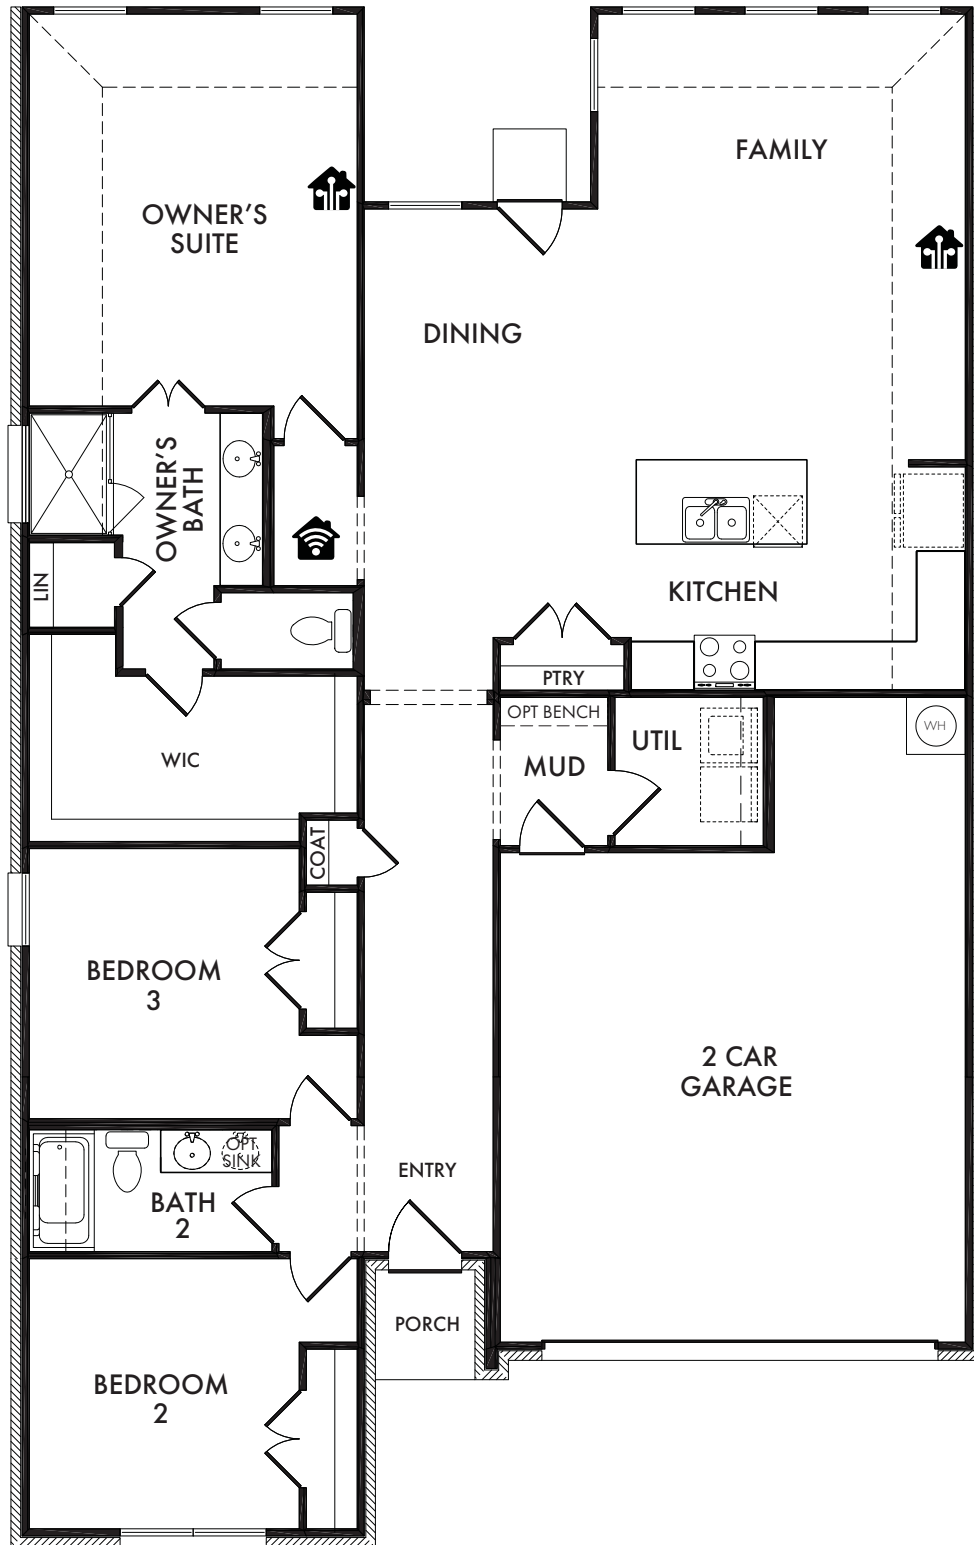 FAMILY
OWNER'S
SUITE
DINING
OWNER'S
BATH
LIN
KITCHEN
PTRY
OPT BENCH
MUD
UTIL
WH
WIC
COAT
BEDROOM
3
2 CAR
GARAGE
OPT
SINK
BATH
2
ENTRY
PORCH
BEDROOM
2